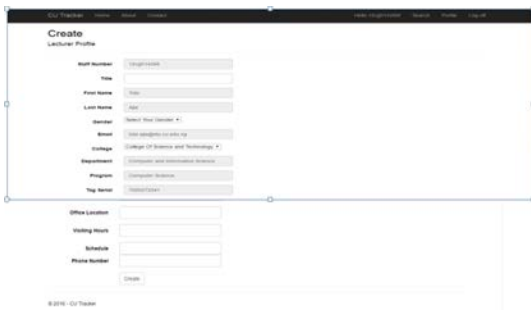 CU Tracker Home About Contact Search Profile Log off
Create
Lecturer Profile
Staff Number
Title
First Name
Last Name
Gender Select Your Gender
Email
College College Of Science and Technology
Department Computer and Information Science
Program Computer Science
Tag Serial
Office Location
Visiting Hours
Schedule
Phone Number
Create
© 2016 - CU Tracker